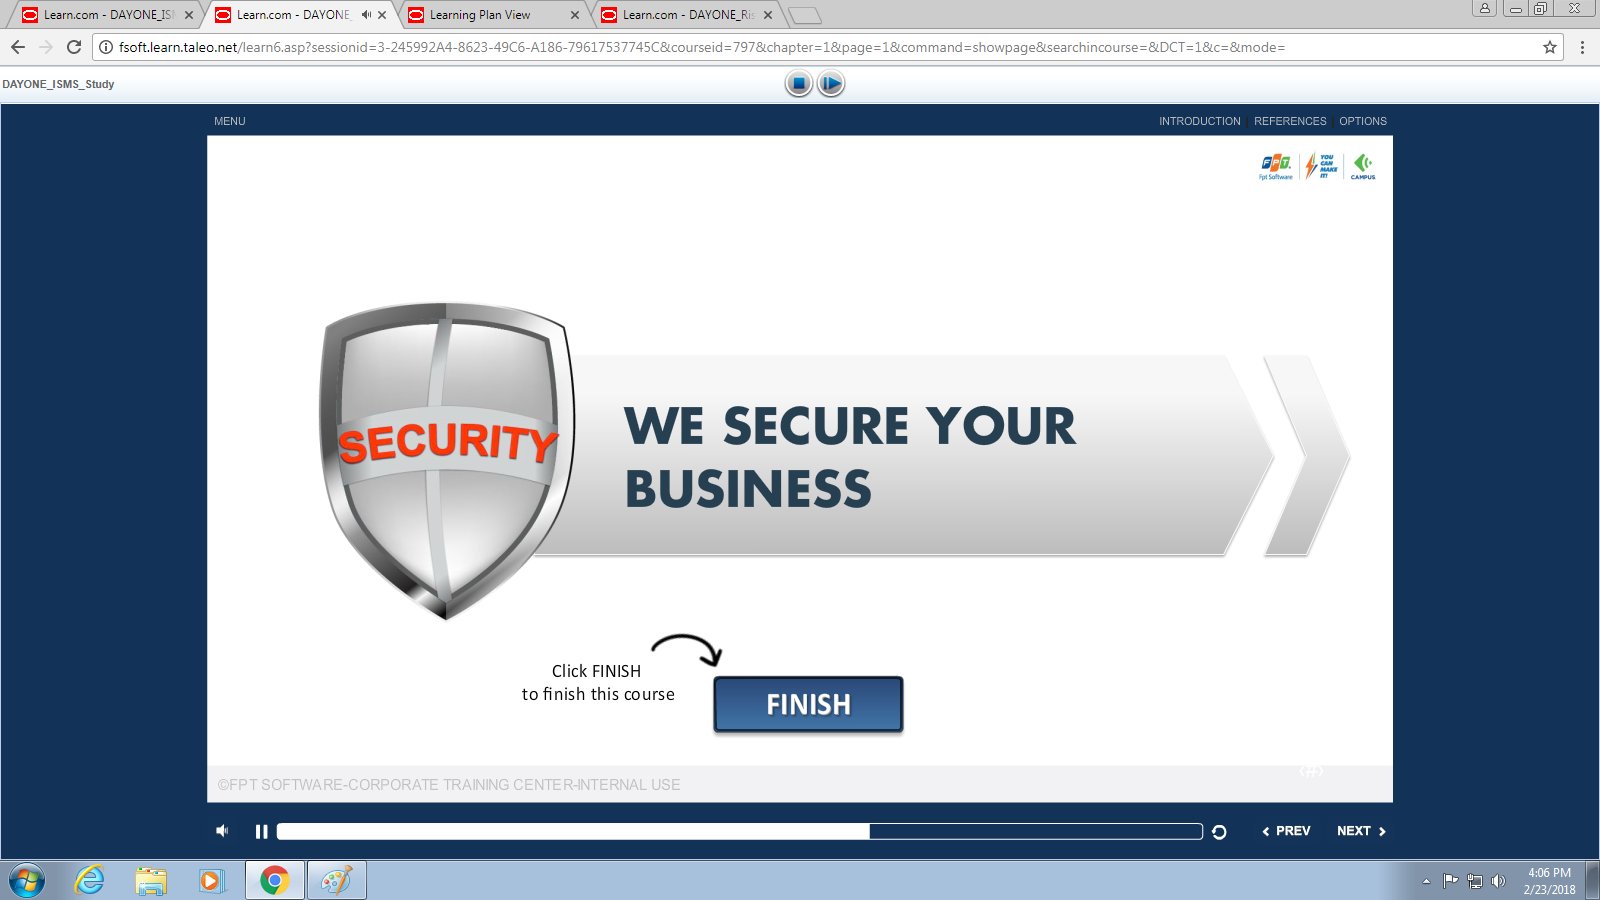 Learn.com - DAYONE_ISM
Learn.com - DAYONE_
Learning Plan View
Learn.com - DAYONE_Ris
fsoft.learn.taleo.net/learn6.asp?sessionid=3-245992A4-8623-49C6-A186-79617537745C&courseid=797&chapter=1&page=1&command=showpage&searchincourse=&DCT=1&c=&mode=
DAYONE_ISMS_Study
MENU
INTRODUCTION
REFERENCES
OPTIONS
FPT.
Fpt Software
YOU
CAN
MAKE
IT!
CAMPUS
SECURITY
WE SECURE YOUR
BUSINESS
Click FINISH
to finish this course
FINISH
‹#›
©FPT SOFTWARE-CORPORATE TRAINING CENTER-INTERNAL USE
PREV
NEXT
4:06 PM
2/23/2018